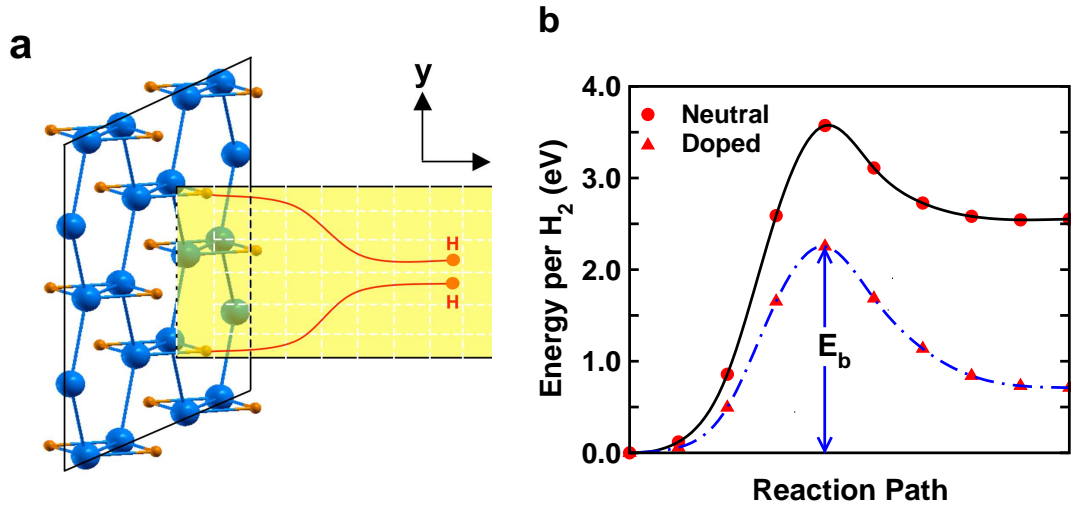 a
y
H
H
b
Energy per H2 (eV)
4.0
3.0
2.0
1.0
0.0
Neutral
Doped
Eb
Reaction Path